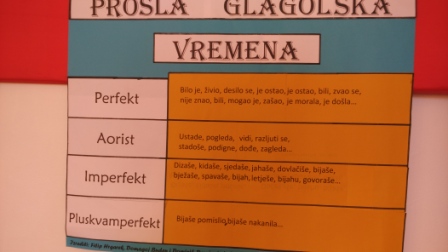 PROŠLA GLAGOLSKA
VREMENA
Perfekt
Bilo je, živio, desilo se, je ostao, je ostao, bili, zvao se,
nije znao, bili, mogao je, zašao, je morala, je došla...
Aorist
Ustade, pogleda, vidi, razljuti se,
stadoše, podigne, dođe, zagleda...
Imperfekt
Dizaše, kidaše, sjedaše, jahaše, dovlačiše, bijaše,
bježaše, spavaše, bijah, letješe, bijahu, govoraše...
Pluskvamperfekt
Bijaše pomislio, bijaše nakanila...